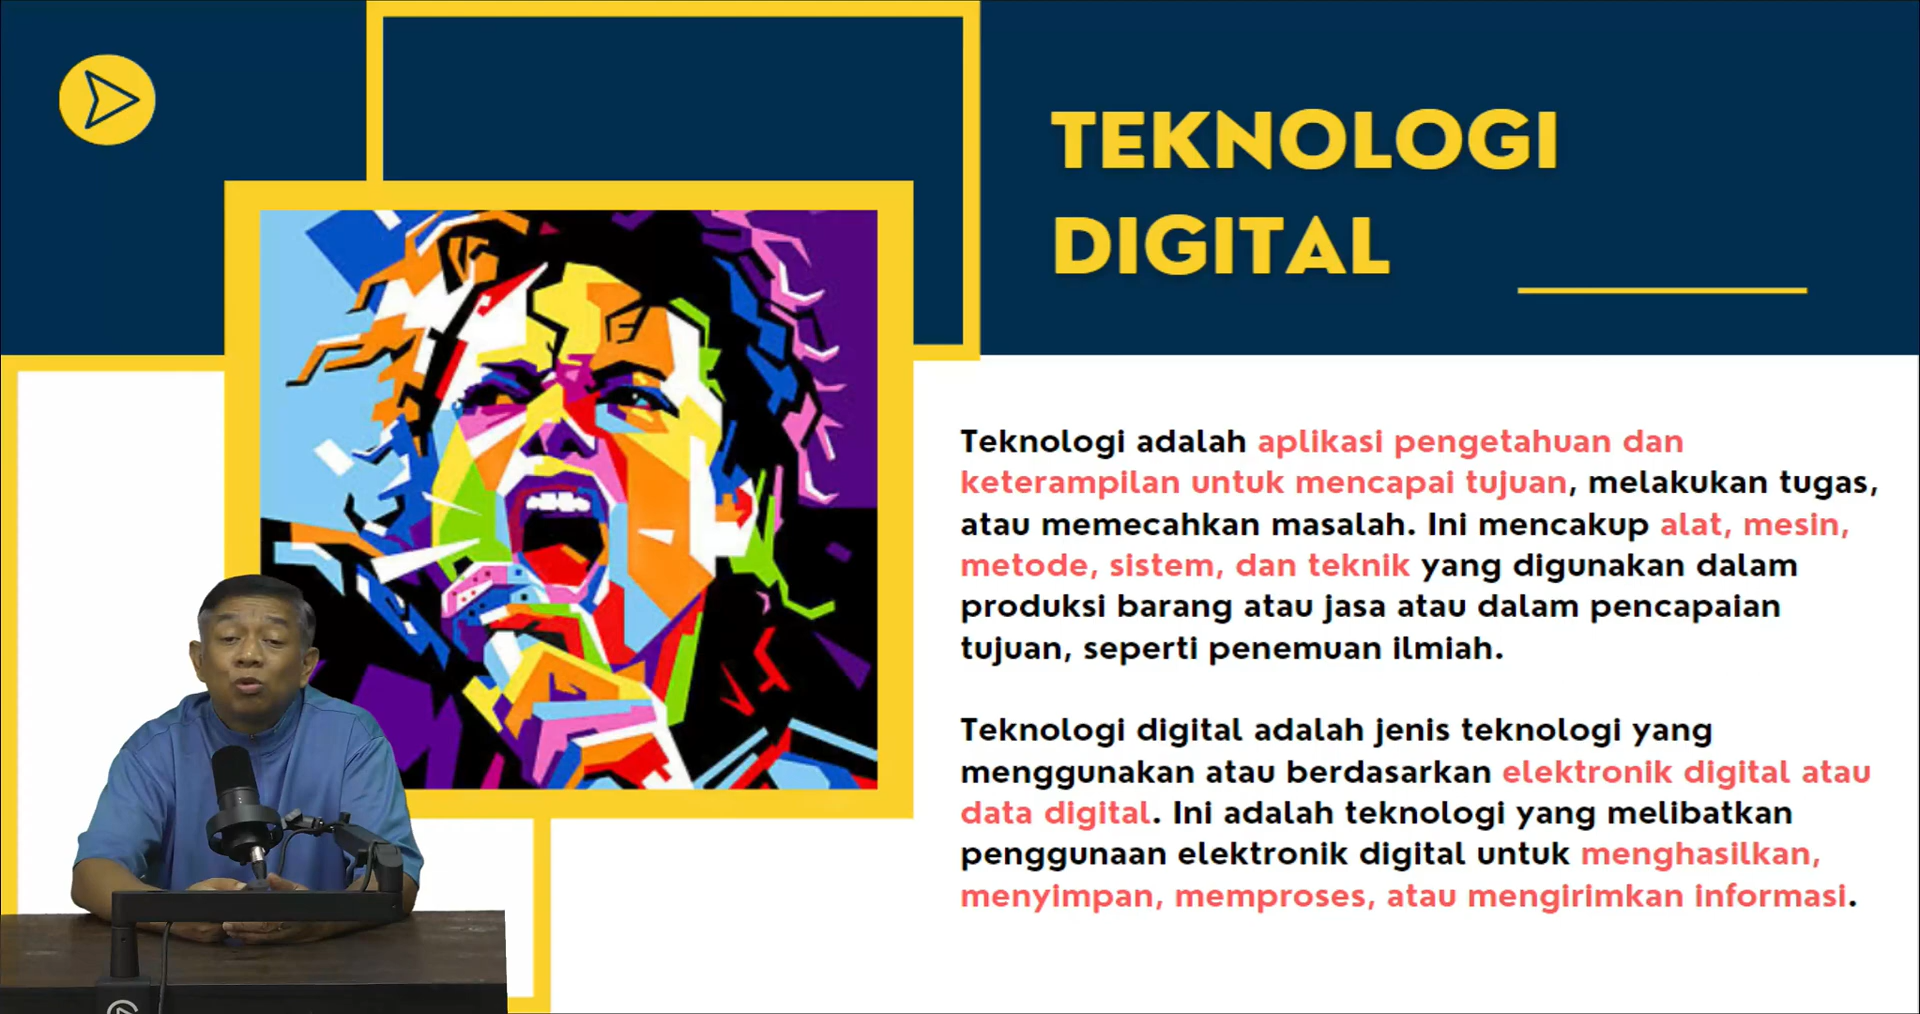 TEKNOLOGI
DIGITAL
Teknologi adalah aplikasi pengetahuan dan
keterampilan untuk mencapai tujuan, melakukan tugas,
atau memecahkan masalah. Ini mencakup alat, mesin,
metode, sistem, dan teknik yang digunakan dalam
produksi barang atau jasa atau dalam pencapaian
tujuan, seperti penemuan ilmiah.
Teknologi digital adalah jenis teknologi yang
menggunakan atau berdasarkan elektronik digital atau
data digital. Ini adalah teknologi yang melibatkan
penggunaan elektronik digital untuk menghasilkan,
menyimpan, memproses, atau mengirimkan informasi.